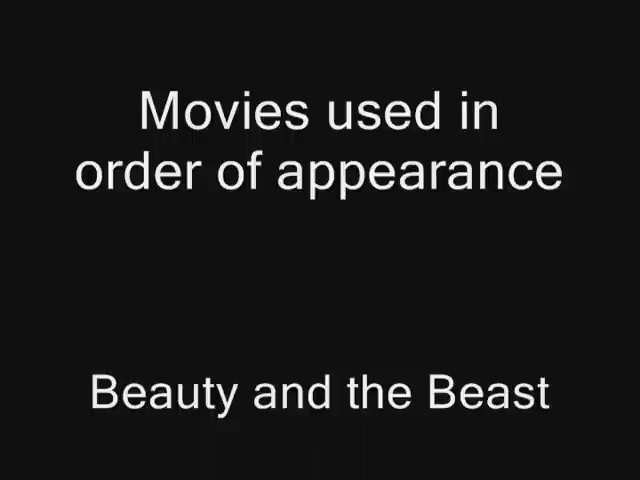 Movies used in
order of appearance
Beauty and the Beast